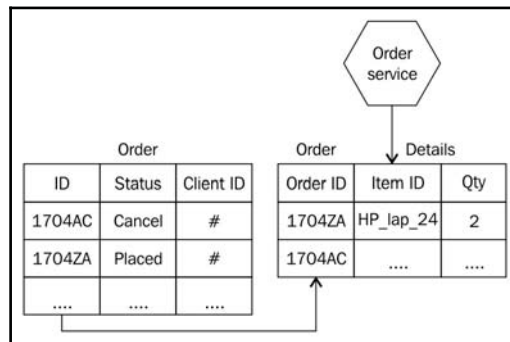 Order
service
Order
ID Status Client ID
1704AC Cancel #
1704ZA Placed #
.... .... ....
Order Details
Order ID Item ID Qty
1704ZA HP_lap_24 2
1704AC .... ....